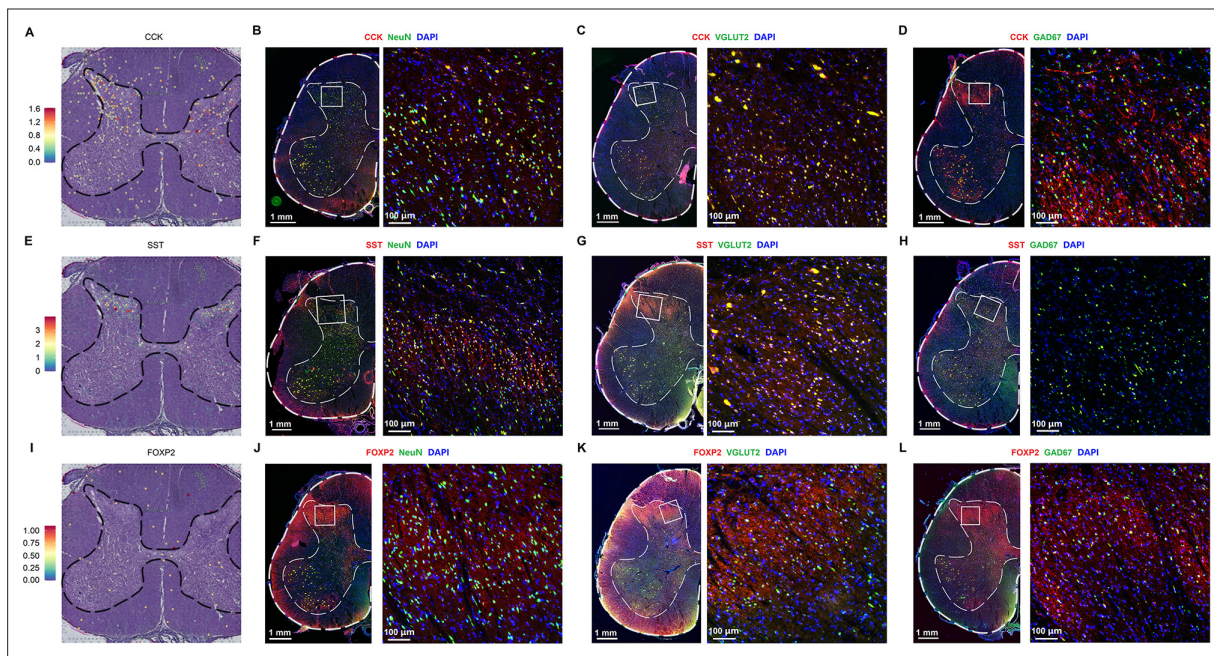 A CCK
B CCK NeuN DAPI
C CCK VGLUT2 DAPI
D CCK GAD67 DAPI
1.6
1.2
0.8
0.4
0.0
1 mm 100 µm 1 mm 100 µm 1 mm 100 µm
E SST
F SST NeuN DAPI
G SST VGLUT2 DAPI
H SST GAD67 DAPI
3
2
1
0
1 mm 100 µm 1 mm 100 µm 1 mm 100 µm
I FOXP2
J FOXP2 NeuN DAPI
K FOXP2 VGLUT2 DAPI
L FOXP2 GAD67 DAPI
1.00
0.75
0.50
0.25
0.00
1 mm 100 µm 1 mm 100 µm 1 mm 100 µm